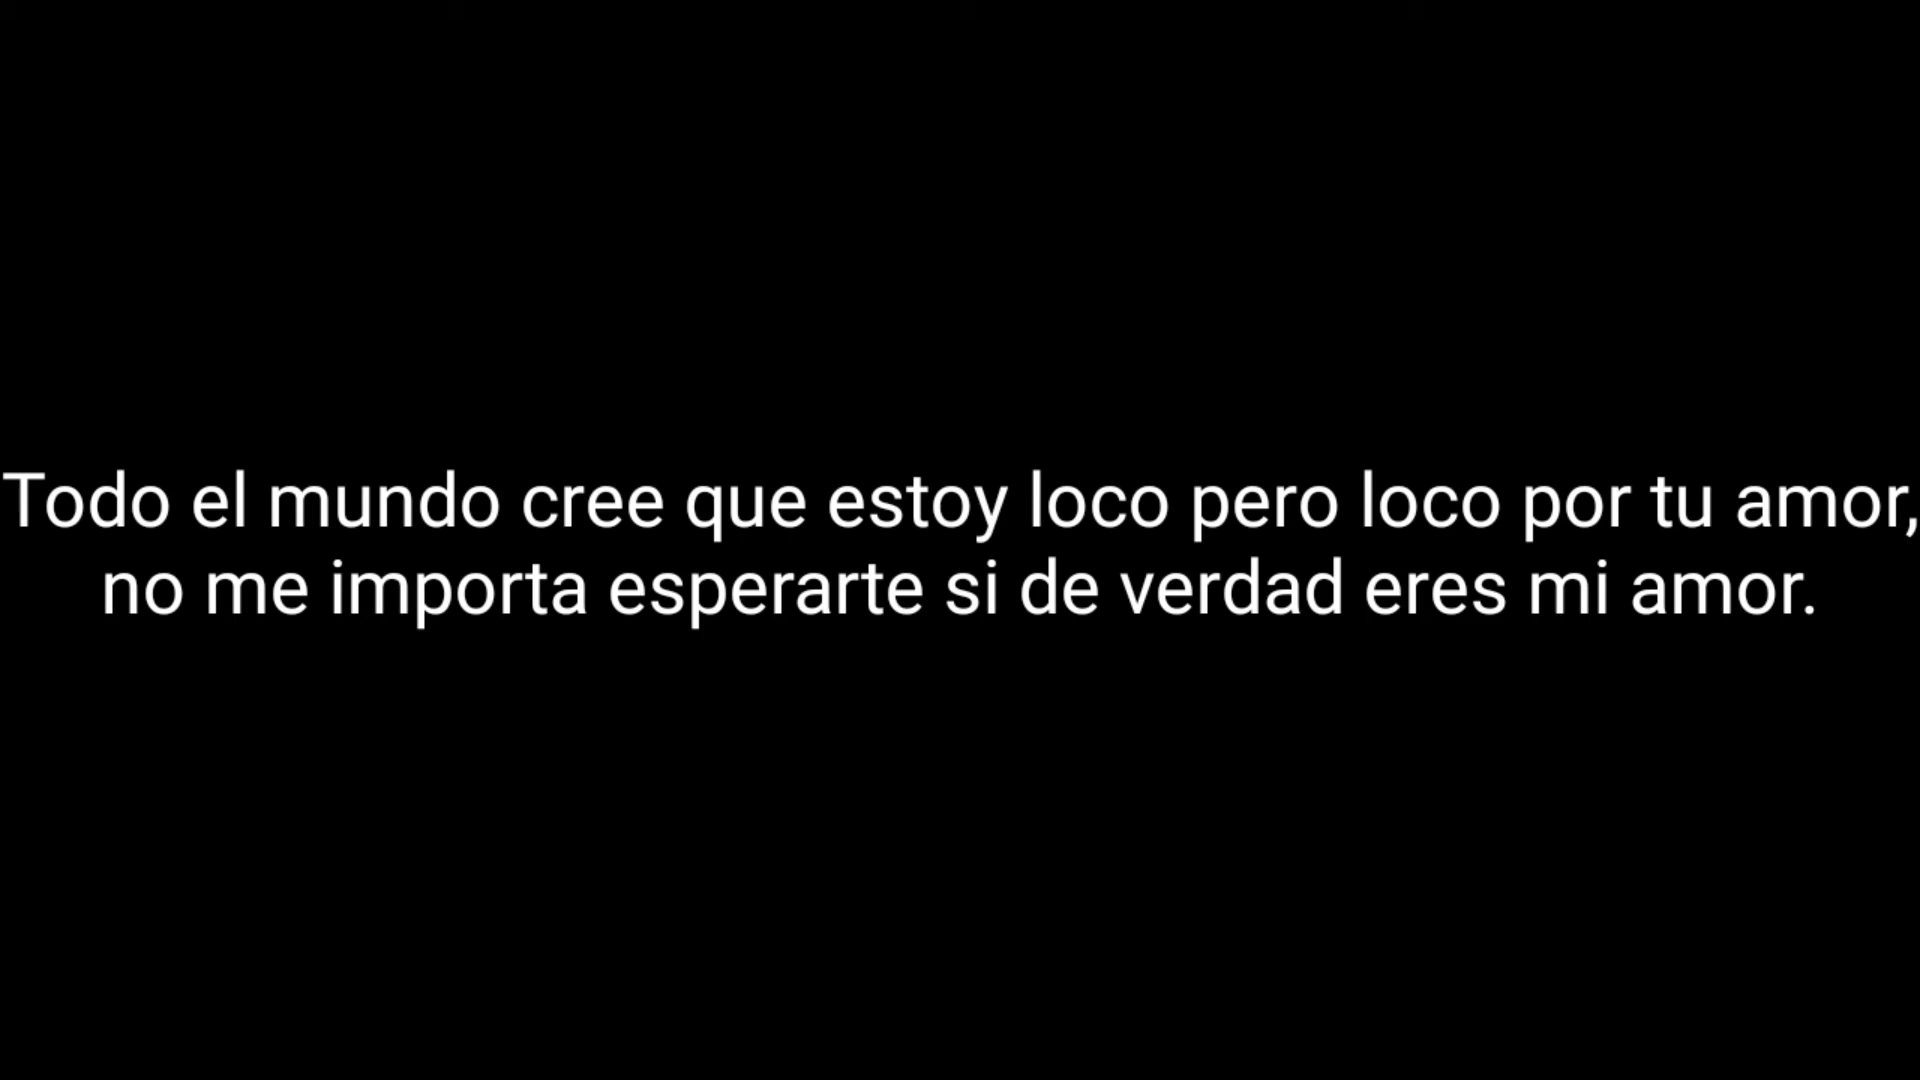 Todo el mundo cree que estoy loco pero loco por tu amor,
no me importa esperarte si de verdad eres mi amor.